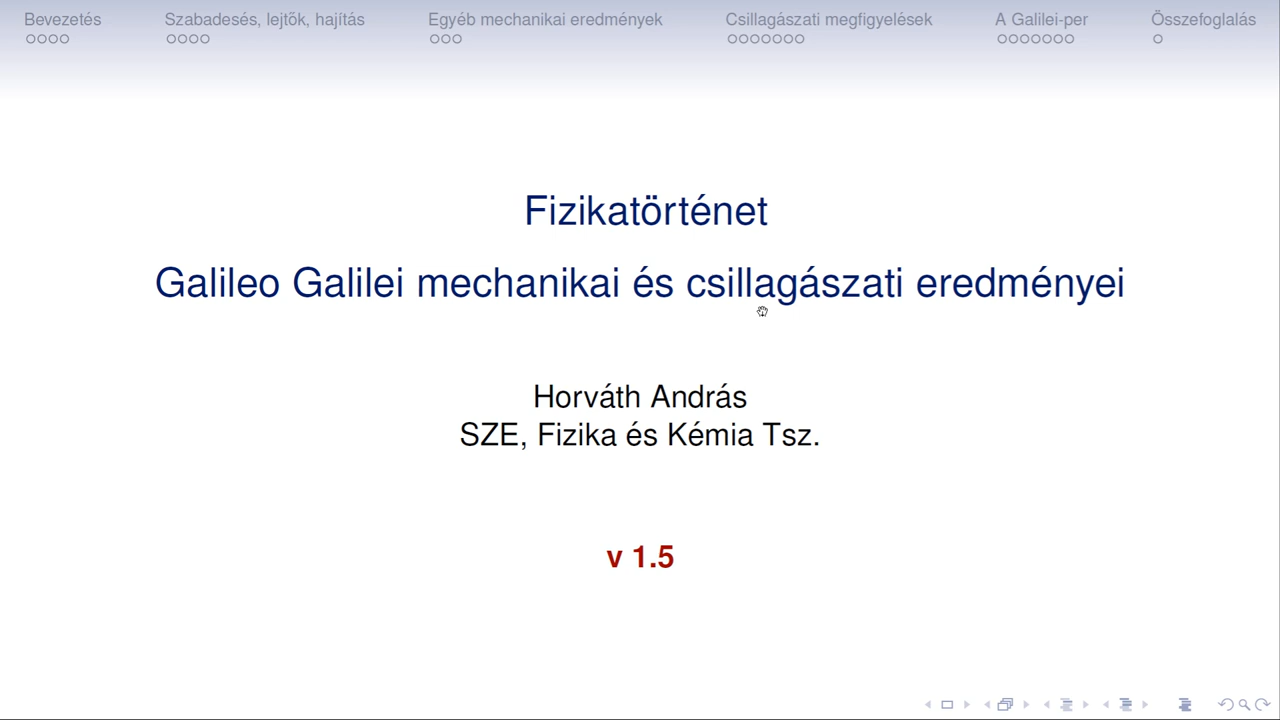 Bevezetés
Szabadesés, lejtők, hajítás
Egyéb mechanikai eredmények
Csillagászati megfigyelések
A Galilei-per
Összefoglalás
Fizikatörténet
Galileo Galilei mechanikai és csillagászati eredményei
Horváth András
SZE, Fizika és Kémia Tsz.
v 1.5